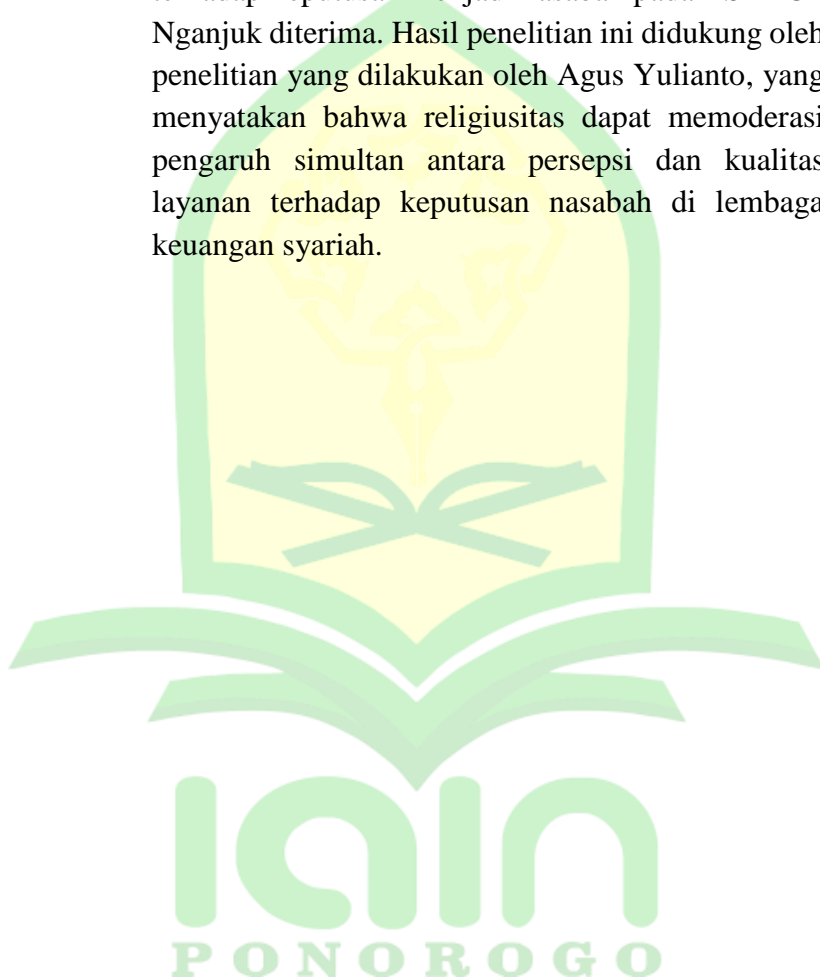 Nganjuk diterima. Hasil penelitian ini didukung oleh
penelitian yang dilakukan oleh Agus Yulianto, yang
menyatakan bahwa religiusitas dapat memoderasi
pengaruh simultan antara persepsi dan kualitas
layanan terhadap keputusan nasabah di lembaga
keuangan syariah.
iain
PONOROGO